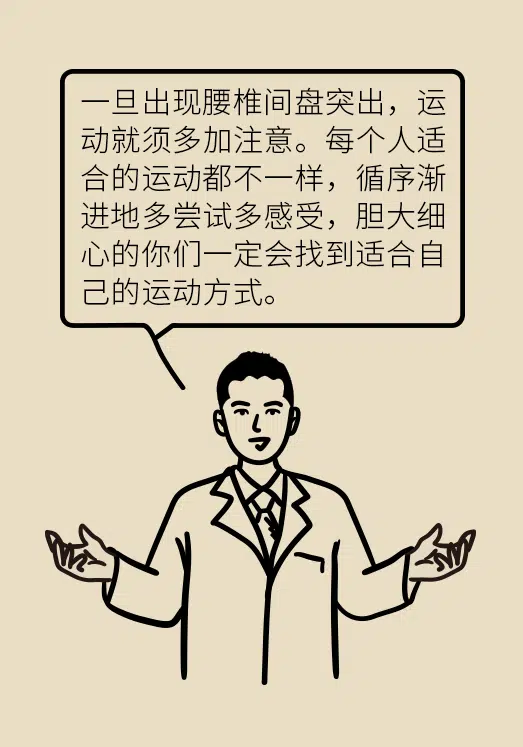 一旦出现腰椎间盘突出，运
动就须多加注意。每个人适
合的运动都不一样，循序渐
进地多尝试多感受，胆大细
心的你们一定会找到适合自
己的运动方式。